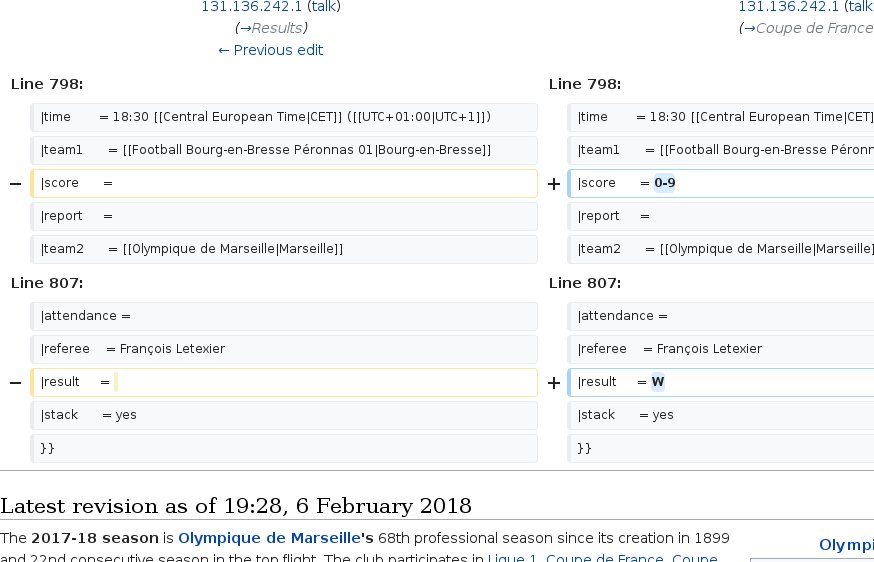 131.136.242.1 (talk)
(→Results)
← Previous edit
131.136.242.1 (talk
(→Coupe de France
Line 798:
Line 798:
|time = 18:30 [[Central European Time|CET]] ([[UTC+01:00|UTC+1]])
|time = 18:30 [[Central European Time|CET]
|team1 = [[Football Bourg-en-Bresse Péronnas 01|Bourg-en-Bresse]]
|team1 = [[Football Bourg-en-Bresse Péronn
− |score =
+ |score = 0-9
|report =
|report =
|team2 = [[Olympique de Marseille|Marseille]]
|team2 = [[Olympique de Marseille|Marseille]
Line 807:
Line 807:
|attendance =
|attendance =
|referee = François Letexier
|referee = François Letexier
− |result =
+ |result = W
|stack = yes
|stack = yes
}}
}}
Latest revision as of 19:28, 6 February 2018
The 2017-18 season is Olympique de Marseille's 68th professional season since its creation in 1899
Olympi
and 22nd consecutive season in the top flight. The club participates in Ligue 1, Coupe de France, Coupe